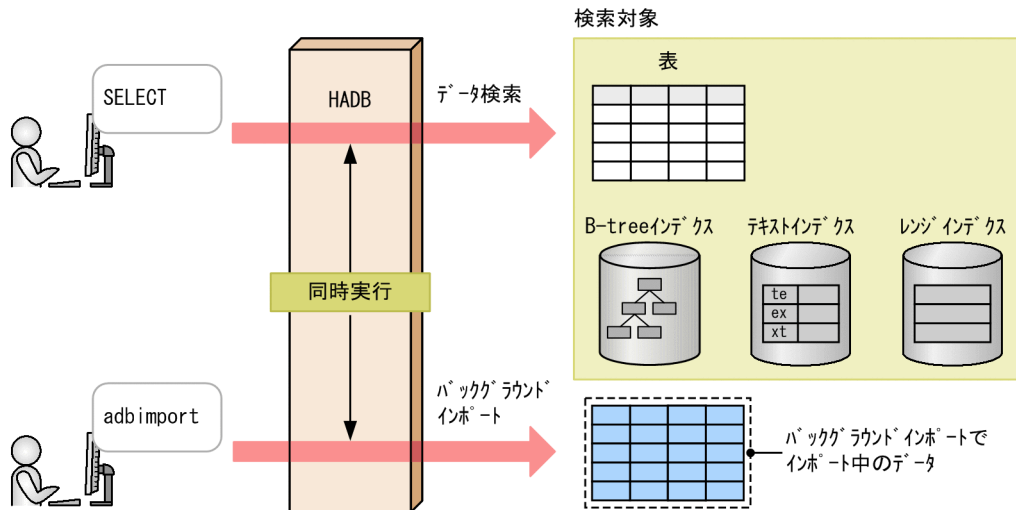 検索対象
表
SELECT
HADB
ﾃﾞｰﾀ検索
B-treeｲﾝﾃﾞｸｽ
ﾃｷｽﾄｲﾝﾃﾞｸｽ
ﾚﾝｼﾞｲﾝﾃﾞｸｽ
同時実行
te
ex
xt
adbimport
ﾊﾞｯｸｸﾞﾗｳﾝﾄﾞ
ｲﾝﾎﾟｰﾄ
ﾊﾞｯｸｸﾞﾗｳﾝﾄﾞｲﾝﾎﾟｰﾄで
ｲﾝﾎﾟｰﾄ中のﾃﾞｰﾀ